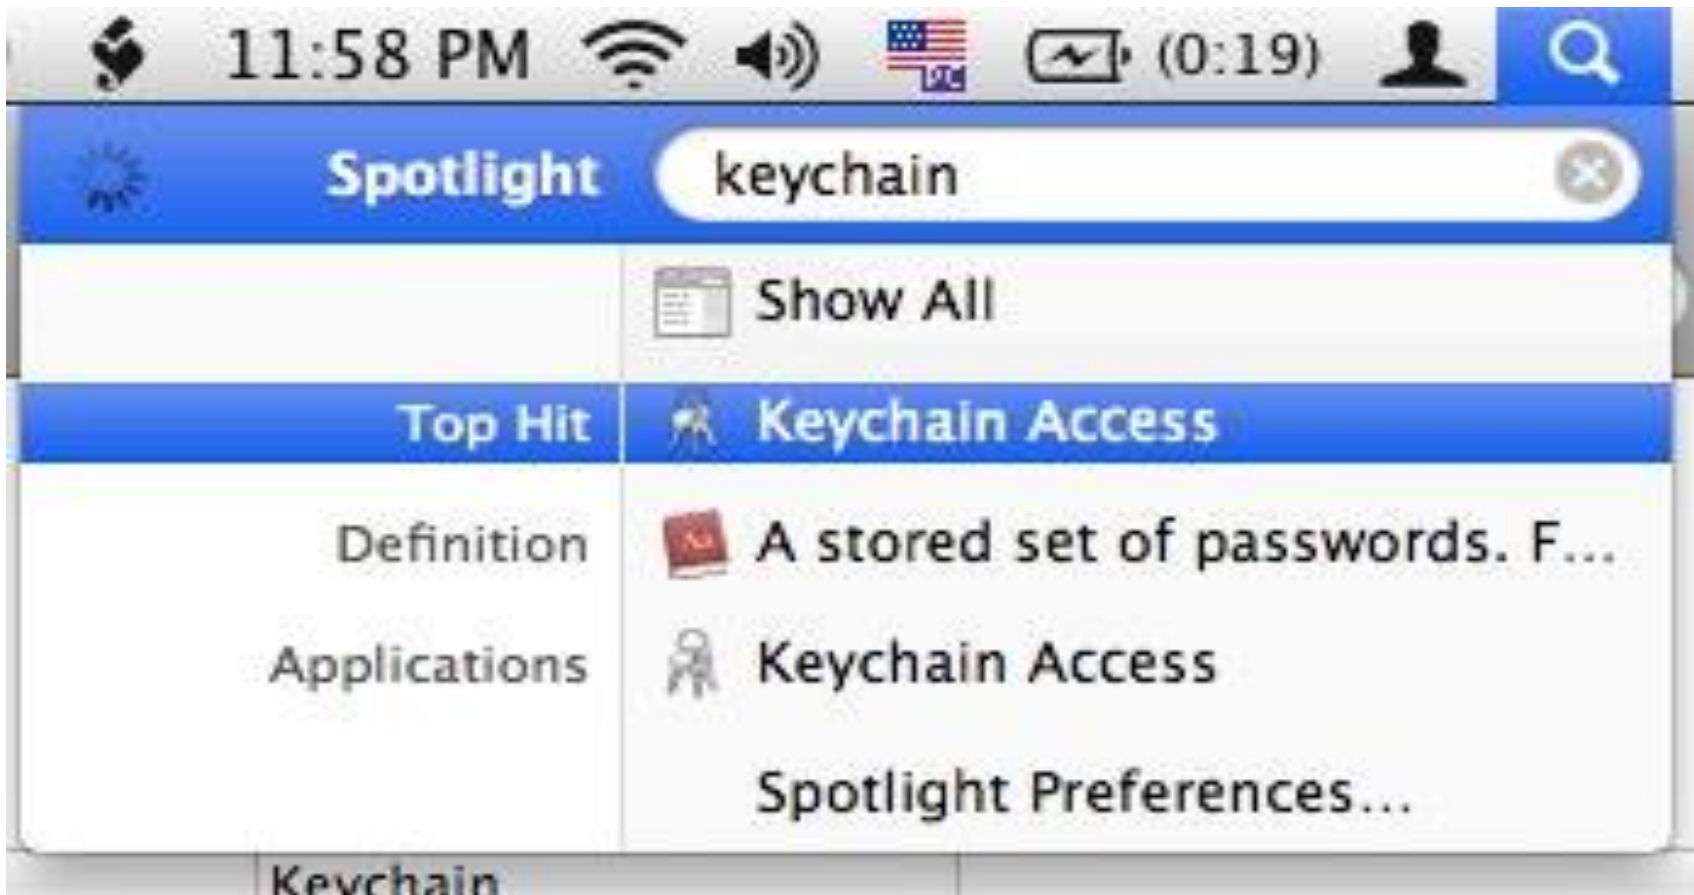 11:58 PM (0:19)
Spotlight keychain
Show All
Top Hit Keychain Access
Definition A stored set of passwords. F...
Applications Keychain Access
Spotlight Preferences...
Keychain